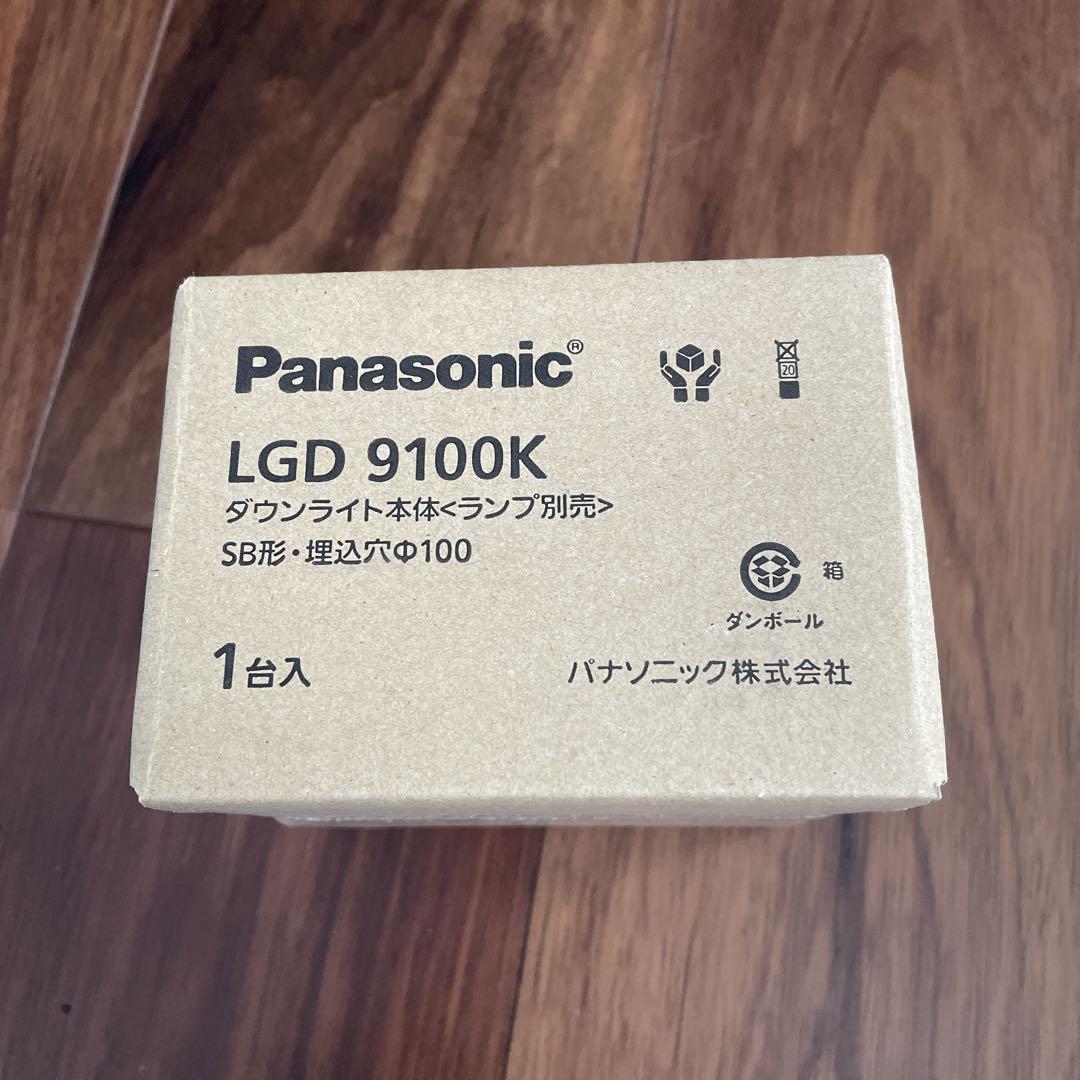 Panasonic®
20
LGD 9100K
ダウンライト本体<ランプ別売>
SB形・埋込穴Φ100
箱
ダンボール
1台入
パナソニック株式会社